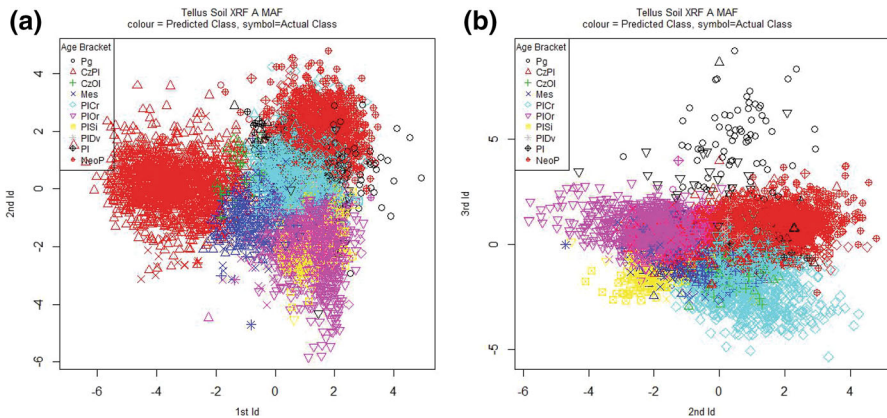 (a)
Tellus Soil XRF A MAF
colour = Predicted Class, symbol=Actual Class
Age Bracket
Pg
CzPl
CzOl
Mes
PlCr
PlOr
PlSi
PlDv
Pl
NeoP
4
2
0
-2
-4
-6
2nd ld
-6
-4
-2
0
2
4
1st ld
(b)
Tellus Soil XRF A MAF
colour = Predicted Class, symbol=Actual Class
Age Bracket
Pg
CzPl
CzOl
Mes
PlCr
PlOr
PlSi
PlDv
Pl
NeoP
5
0
-5
3rd ld
-6
-4
-2
0
2
4
2nd ld